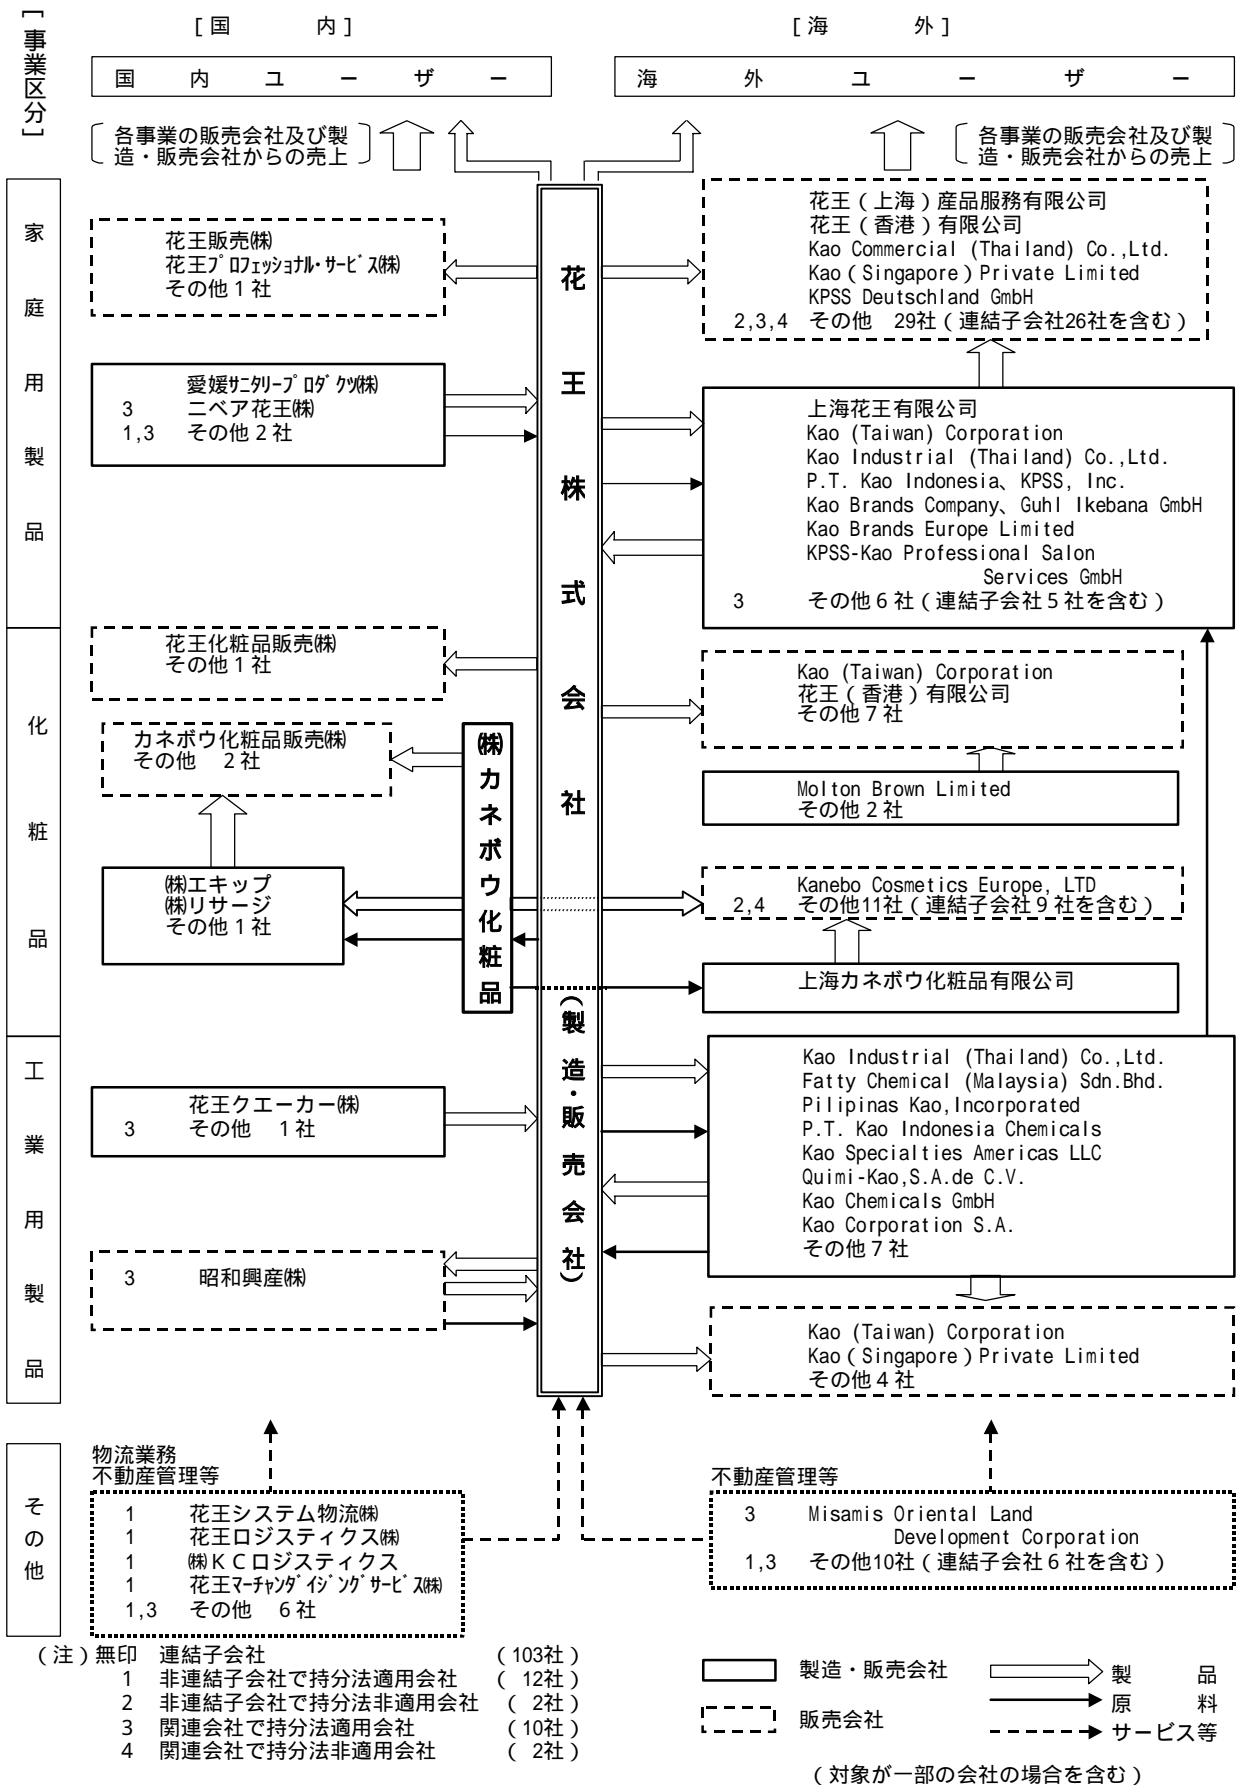 [事業区分]
[国 内]
[海 外]
国 内 ユ ー ザ ー
海 外 ユ ー ザ ー
各事業の販売会社及び製
造・販売会社からの売上
各事業の販売会社及び製
造・販売会社からの売上
家庭用製品
花王販売㈱
花王プロフェッショナル・サービス㈱
その他1社
愛媛サニタリープロダクツ㈱
3 ニベア花王㈱
1,3 その他2社
花王株式会社
(製造・販売会社)
花王(上海)産品服務有限公司
花王(香港)有限公司
Kao Commercial (Thailand) Co.,Ltd.
Kao(Singapore)Private Limited
KPSS Deutschland GmbH
2,3,4 その他 29社(連結子会社26社を含む)
上海花王有限公司
Kao (Taiwan) Corporation
Kao Industrial (Thailand) Co.,Ltd.
P.T. Kao Indonesia、KPSS, Inc.
Kao Brands Company、Guhl Ikebana GmbH
Kao Brands Europe Limited
KPSS-Kao Professional Salon
Services GmbH
3 その他6社(連結子会社5社を含む)
化粧品
花王化粧品販売㈱
その他1社
カネボウ化粧品販売㈱
その他 2社
㈱カネボウ化粧品
㈱エキップ
㈱リサージ
その他1社
Kao (Taiwan) Corporation
花王(香港)有限公司
その他7社
Molton Brown Limited
その他2社
Kanebo Cosmetics Europe, LTD
2,4 その他11社(連結子会社9社を含む)
上海カネボウ化粧品有限公司
工業用製品
花王クエーカー㈱
3 その他 1社
3 昭和興産㈱
Kao Industrial (Thailand) Co.,Ltd.
Fatty Chemical (Malaysia) Sdn.Bhd.
Pilipinas Kao,Incorporated
P.T. Kao Indonesia Chemicals
Kao Specialties Americas LLC
Quimi-Kao,S.A.de C.V.
Kao Chemicals GmbH
Kao Corporation S.A.
その他7社
Kao (Taiwan) Corporation
Kao(Singapore)Private Limited
その他4社
その他
物流業務
不動産管理等
1 花王システム物流㈱
1 花王ロジスティクス㈱
1 ㈱KCロジスティクス
1 花王マーチャンダイジングサービス㈱
1,3 その他 6社
不動産管理等
3 Misamis Oriental Land
Development Corporation
1,3 その他10社(連結子会社6社を含む)
(注)無印 連結子会社 (103社)
1 非連結子会社で持分法適用会社 ( 12社)
2 非連結子会社で持分法非適用会社 ( 2社)
3 関連会社で持分法適用会社 (10社)
4 関連会社で持分法非適用会社 ( 2社)
製造・販売会社
販売会社
製 品
原 料
サービス等
(対象が一部の会社の場合を含む)